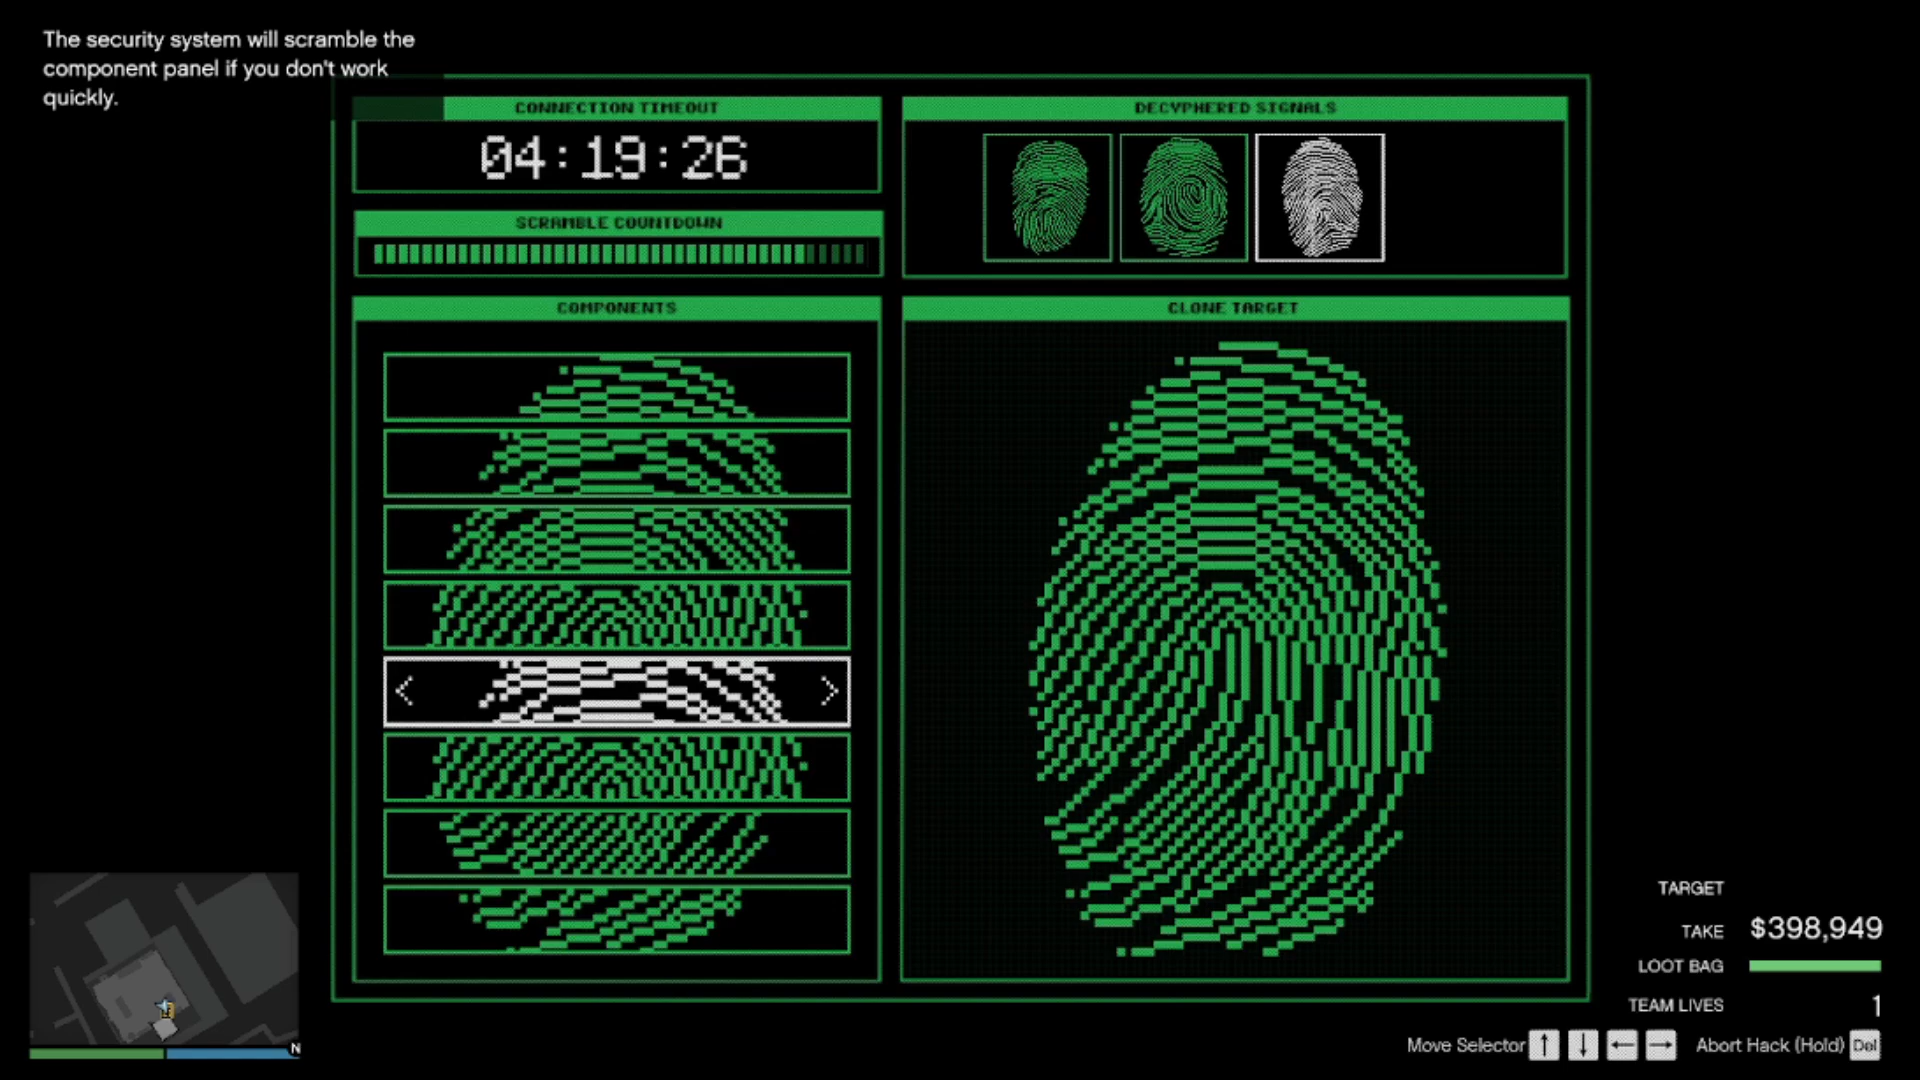 The security system will scramble the
component panel if you don't work
quickly.
CONNECTION TIMEOUT
04:19:26
SCRAMBLE COUNTDOWN
DECYPHERED SIGNALS
COMPONENTS
CLONE TARGET
TARGET
TAKE $398,949
LOOT BAG
TEAM LIVES 1
N
Move Selector ↑ ↓ ← → Abort Hack (Hold) Del